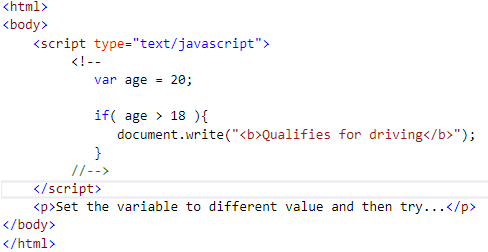 <html>
<body>
<script type="text/javascript">
<!--
var age = 20;
if( age > 18 ){
document.write("<b>Qualifies for driving</b>");
}
//-->
</script>
<p>Set the variable to different value and then try...</p>
</body>
</html>